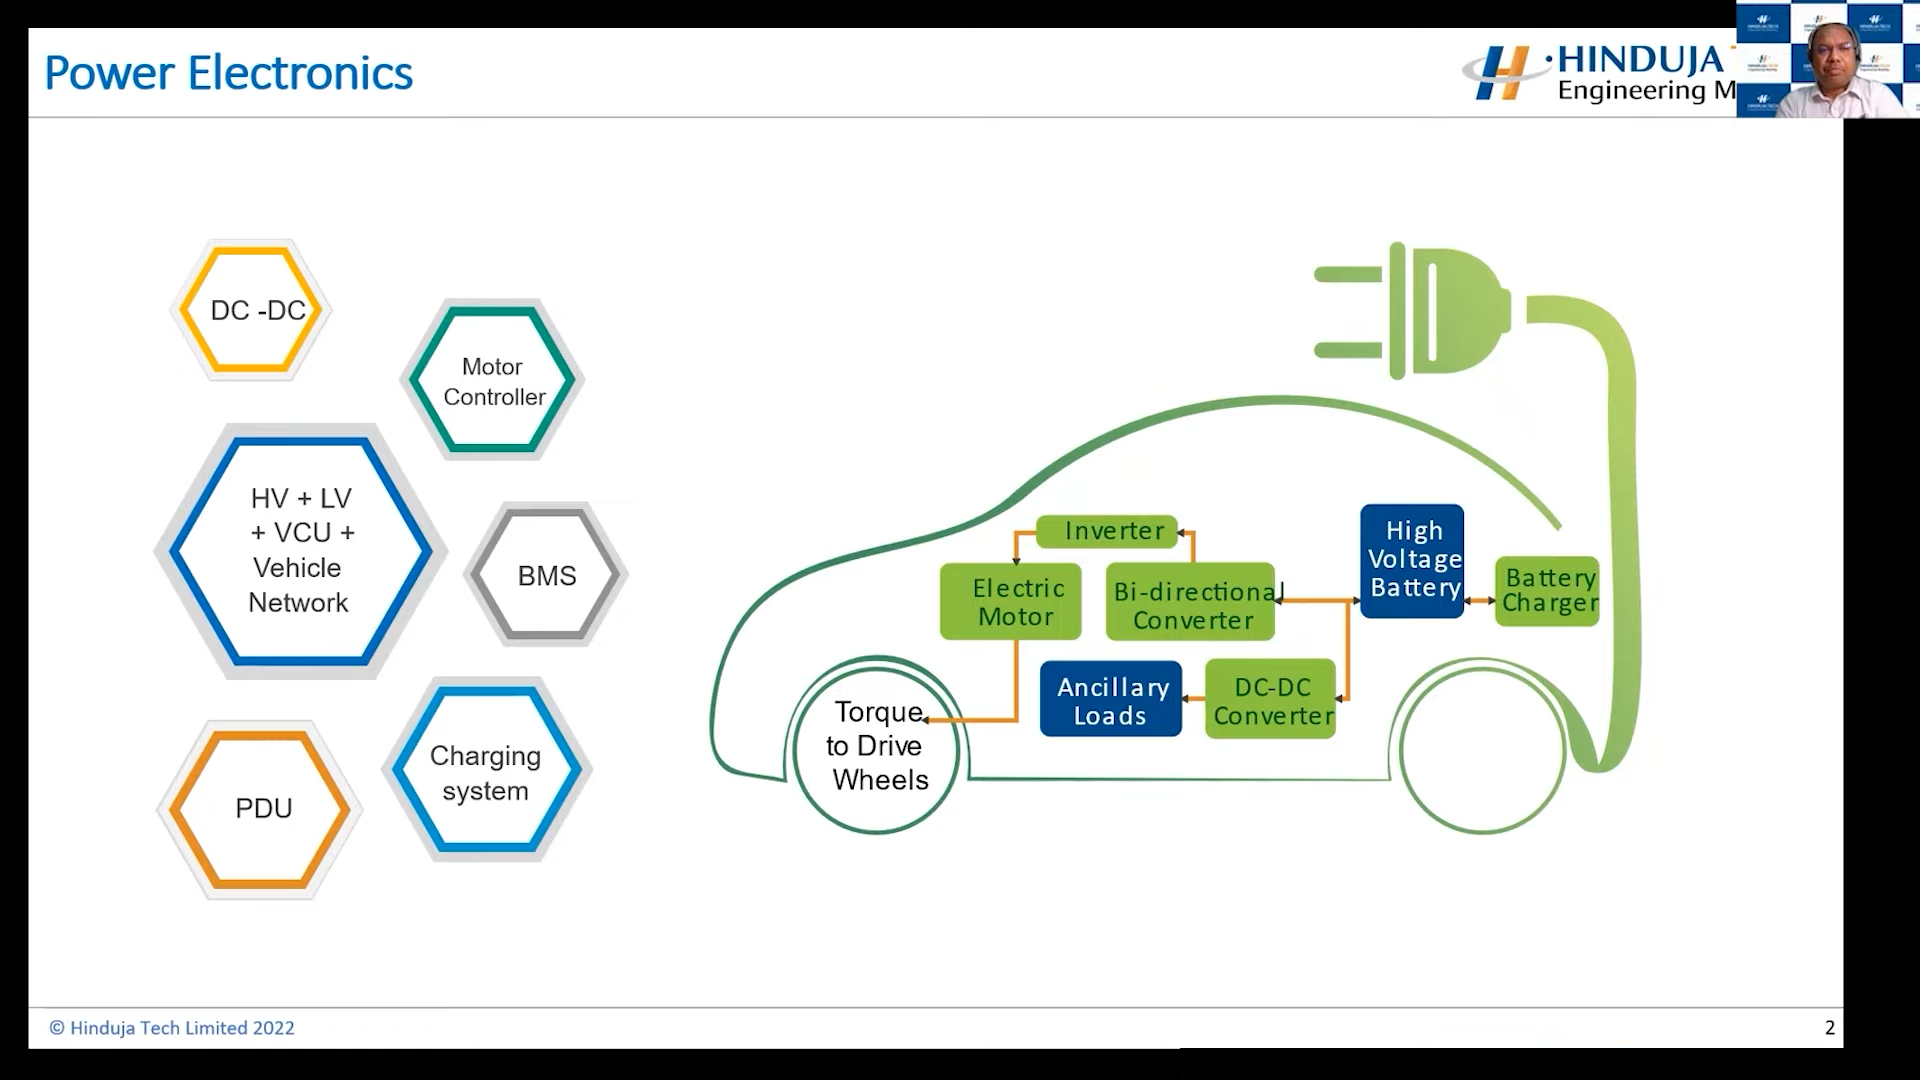 Power Electronics
HINDUJA
Engineering M
DC -DC
Motor
Controller
HV + LV
+ VCU +
Vehicle
Network
BMS
PDU
Charging
system
Inverter
Electric
Motor
Bi-directional
Converter
High
Voltage
Battery
Battery
Charger
Ancillary
Loads
DC-DC
Converter
Torque
to Drive
Wheels
© Hinduja Tech Limited 2022
2